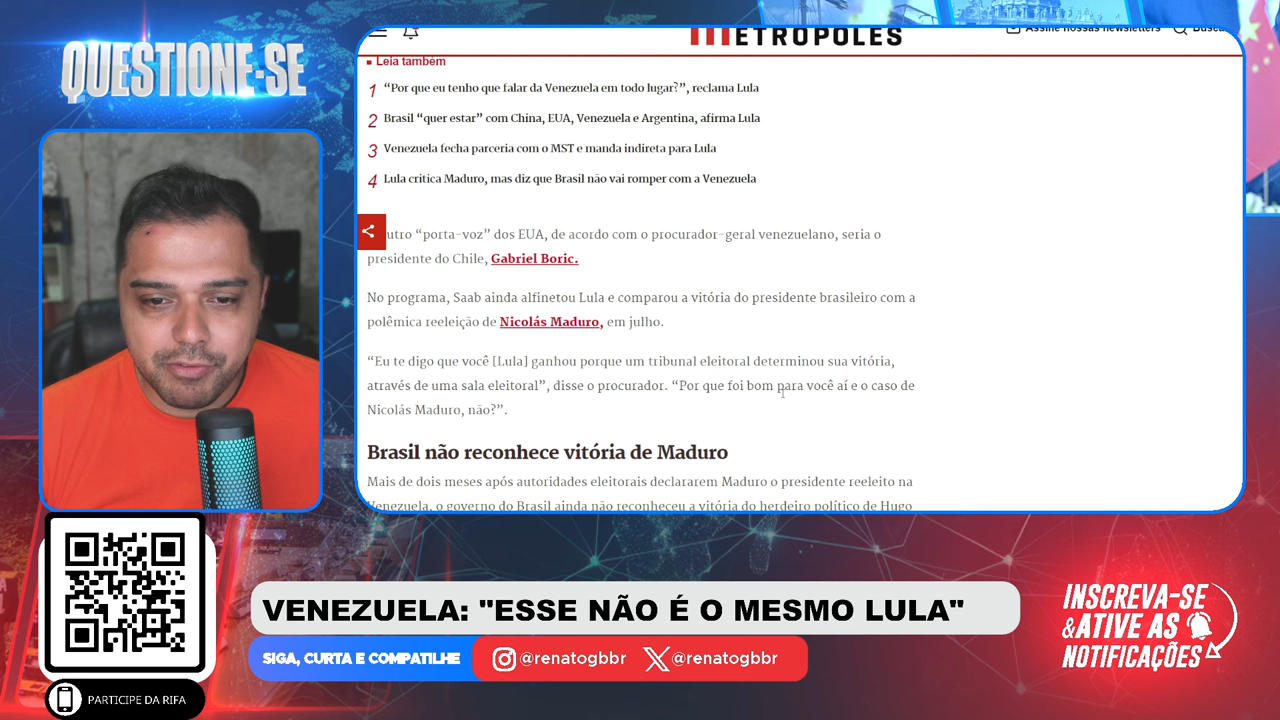 QUESTIONE-SE
METRÓPOLES
Assine nossas newsletters
Leia também
1 “Por que eu tenho que falar da Venezuela em todo lugar?”, reclama Lula
2 Brasil “quer estar” com China, EUA, Venezuela e Argentina, afirma Lula
3 Venezuela fecha parceria com o MST e manda indireta para Lula
4 Lula critica Maduro, mas diz que Brasil não vai romper com a Venezuela
utro “porta-voz” dos EUA, de acordo com o procurador-geral venezuelano, seria o
presidente do Chile, Gabriel Boric.
No programa, Saab ainda alfinetou Lula e comparou a vitória do presidente brasileiro com a
polêmica reeleição de Nicolás Maduro, em julho.
“Eu te digo que você [Lula] ganhou porque um tribunal eleitoral determinou sua vitória,
através de uma sala eleitoral”, disse o procurador. “Por que foi bom para você aí e o caso de
Nicolás Maduro, não?”.
Brasil não reconhece vitória de Maduro
Mais de dois meses após autoridades eleitorais declararem Maduro o presidente reeleito na
Venezuela, o governo do Brasil ainda não reconheceu a vitória do herdeiro político de Hugo
VENEZUELA: "ESSE NÃO É O MESMO LULA"
SIGA, CURTA E COMPATILHE
@renatogbbr
@renatogbbr
INSCREVA-SE
&ATIVE AS
NOTIFICAÇÕES
PARTICIPE DA RIFA